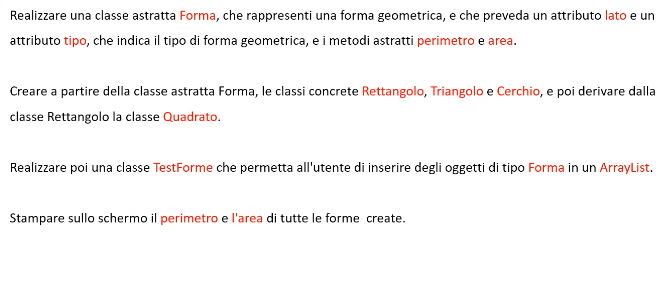 Realizzare una classe astratta Forma, che rappresenti una forma geometrica, e che preveda un attributo lato e un
attributo tipo, che indica il tipo di forma geometrica, e i metodi astratti perimetro e area.
Creare a partire della classe astratta Forma, le classi concrete Rettangolo, Triangolo e Cerchio, e poi derivare dalla
classe Rettangolo la classe Quadrato.
Realizzare poi una classe TestForme che permetta all'utente di inserire degli oggetti di tipo Forma in un ArrayList.
Stampare sullo schermo il perimetro e l'area di tutte le forme create.